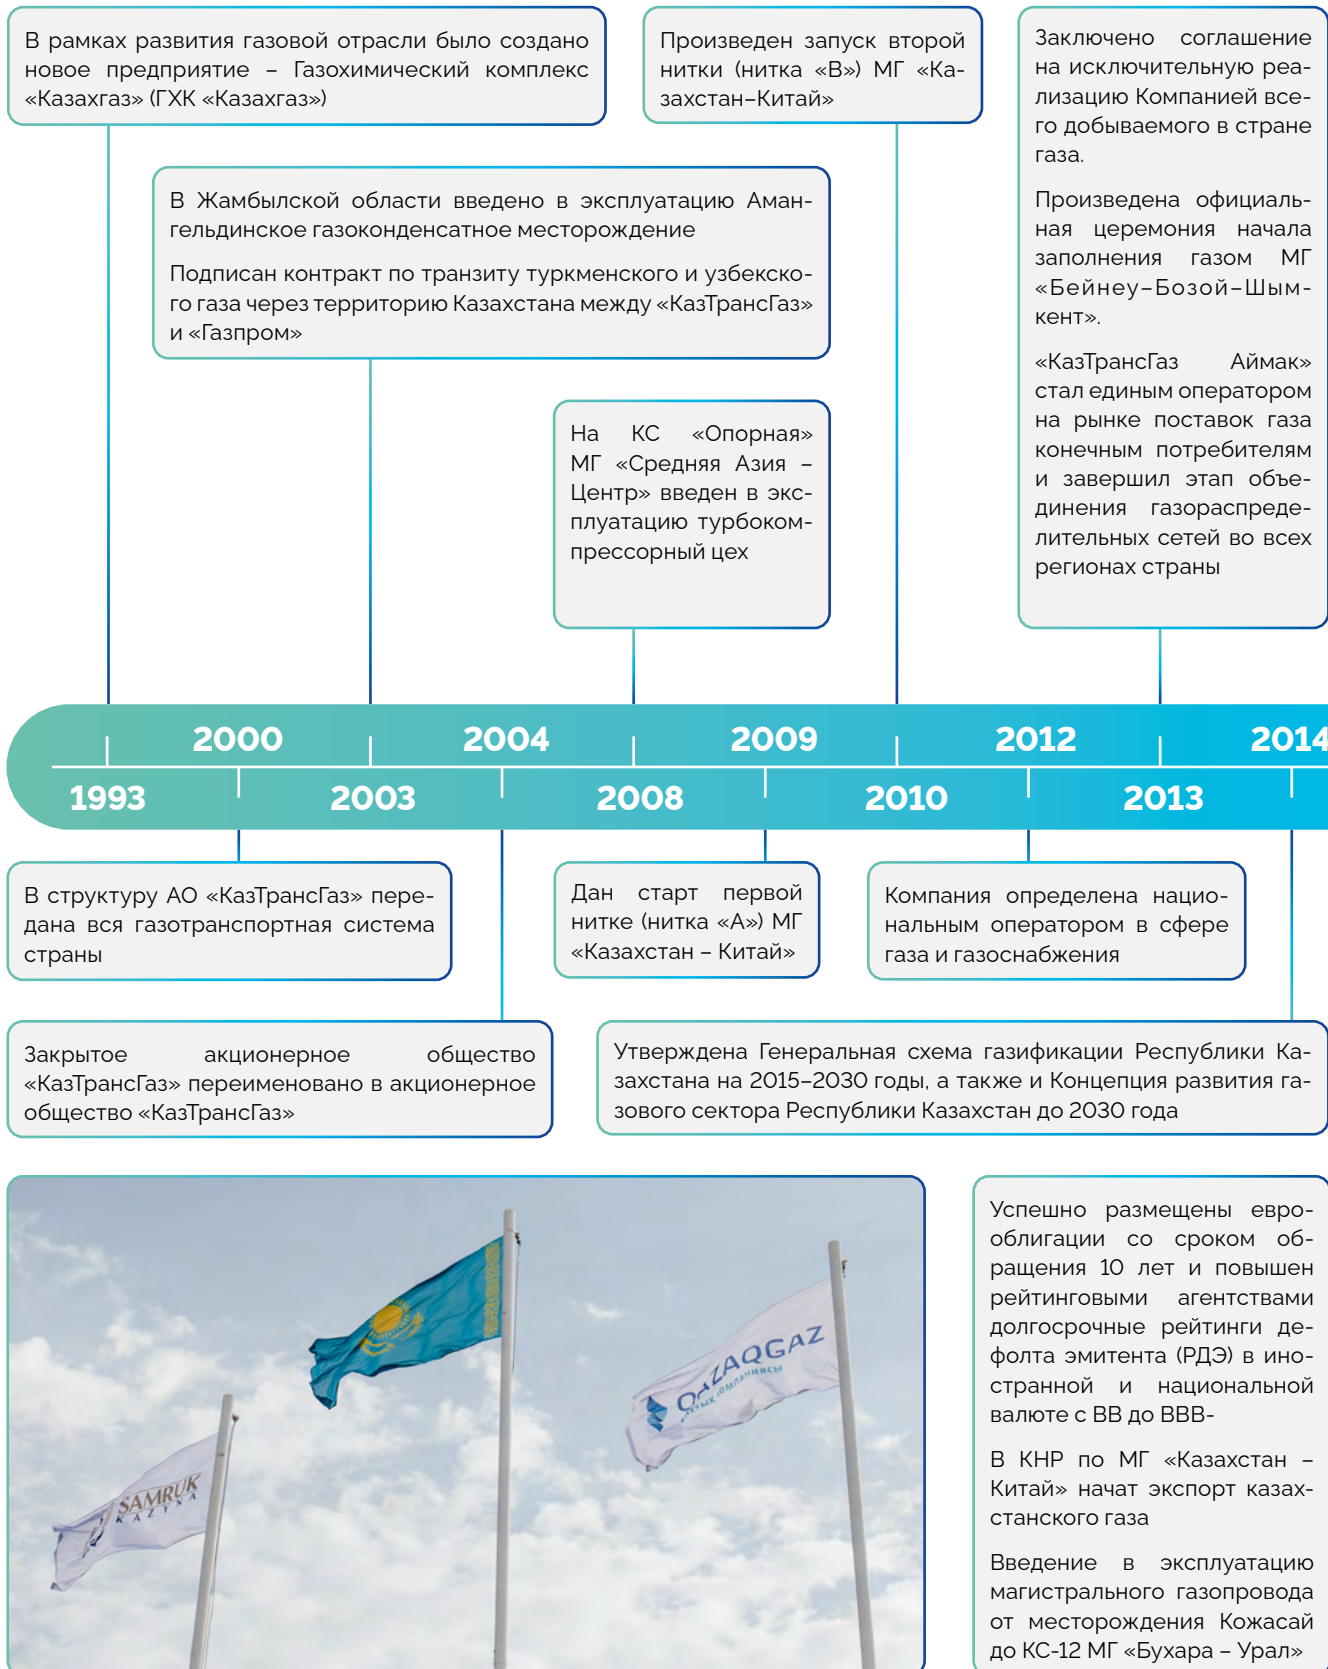 В рамках развития газовой отрасли было создано
новое предприятие – Газохимический комплекс
«Казахгаз» (ГХК «Казахгаз»)
Произведен запуск второй
нитки (нитка «В») МГ «Ка-
захстан–Китай»
Заключено соглашение
на исключительную реа-
лизацию Компанией все-
го добываемого в стране
газа.
Произведена официаль-
ная церемония начала
заполнения газом МГ
«Бейнеу–Бозой–Шым-
кент».
«КазТрансГаз Аймак»
стал единым оператором
на рынке поставок газа
конечным потребителям
и завершил этап объе-
динения газораспреде-
лительных сетей во всех
регионах страны
В Жамбылской области введено в эксплуатацию Аман-
гельдинское газоконденсатное месторождение
Подписан контракт по транзиту туркменского и узбекско-
го газа через территорию Казахстана между «КазТрансГаз»
и «Газпром»
На КС «Опорная»
МГ «Средняя Азия –
Центр» введен в экс-
плуатацию турбоком-
прессорный цех
2000 2004 2009 2012 2014
1993 2003 2008 2010 2013
В структуру АО «КазТрансГаз» пере-
дана вся газотранспортная система
страны
Дан старт первой
нитке (нитка «А») МГ
«Казахстан – Китай»
Компания определена нацио-
нальным оператором в сфере
газа и газоснабжения
Закрытое акционерное общество
«КазТрансГаз» переименовано в акционерное
общество «КазТрансГаз»
Утверждена Генеральная схема газификации Республики Ка-
захстана на 2015–2030 годы, а также и Концепция развития га-
зового сектора Республики Казахстан до 2030 года
SAMRUK
KAZYNA
QAZAQGAZ
ҰЛТТЫҚ КОМПАНИЯСЫ
Успешно размещены евро-
облигации со сроком об-
ращения 10 лет и повышен
рейтинговыми агентствами
долгосрочные рейтинги де-
фолта эмитента (РДЭ) в ино-
странной и национальной
валюте с BB до BBB-
В КНР по МГ «Казахстан –
Китай» начат экспорт казах-
станского газа
Введение в эксплуатацию
магистрального газопровода
от месторождения Кожасай
до КС-12 МГ «Бухара – Урал»